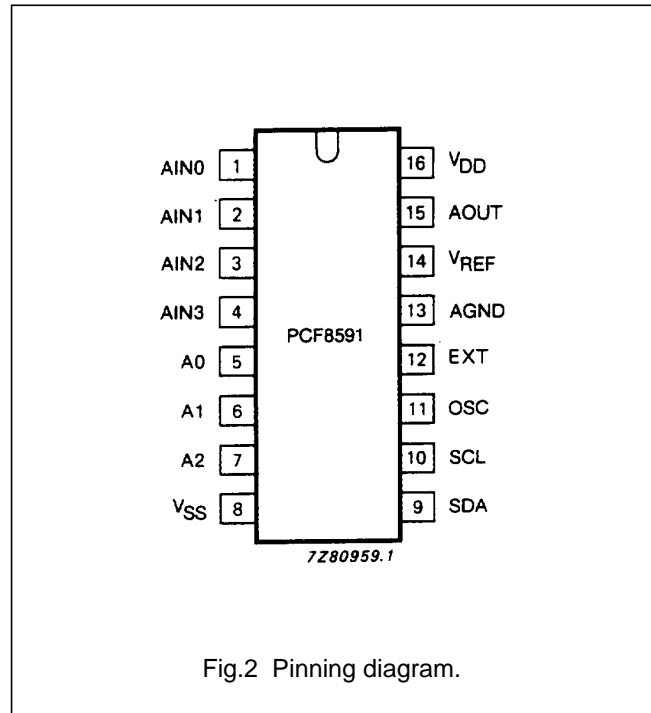 AIN0 1 16 VDD
AIN1 2 15 AOUT
AIN2 3 14 VREF
AIN3 4 13 AGND
PCF8591
A0 5 12 EXT
A1 6 11 OSC
A2 7 10 SCL
VSS 8 9 SDA
7Z80959.1
Fig.2 Pinning diagram.